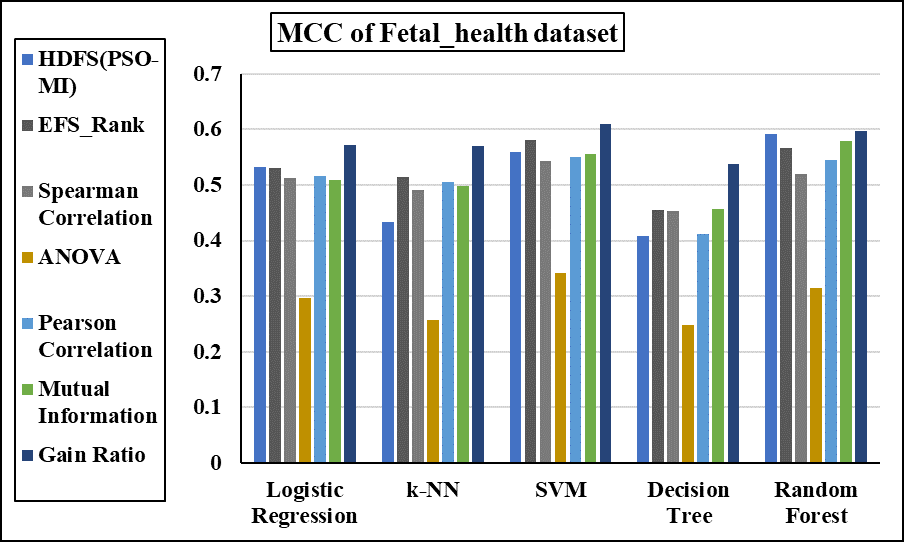 MCC of Fetal_health dataset
HDFS(PSO-
MI)
EFS_Rank
Spearman
Correlation
ANOVA
Pearson
Correlation
Mutual
Information
Gain Ratio
0.7
0.6
0.5
0.4
0.3
0.2
0.1
0
Logistic
Regression
k-NN
SVM
Decision
Tree
Random
Forest